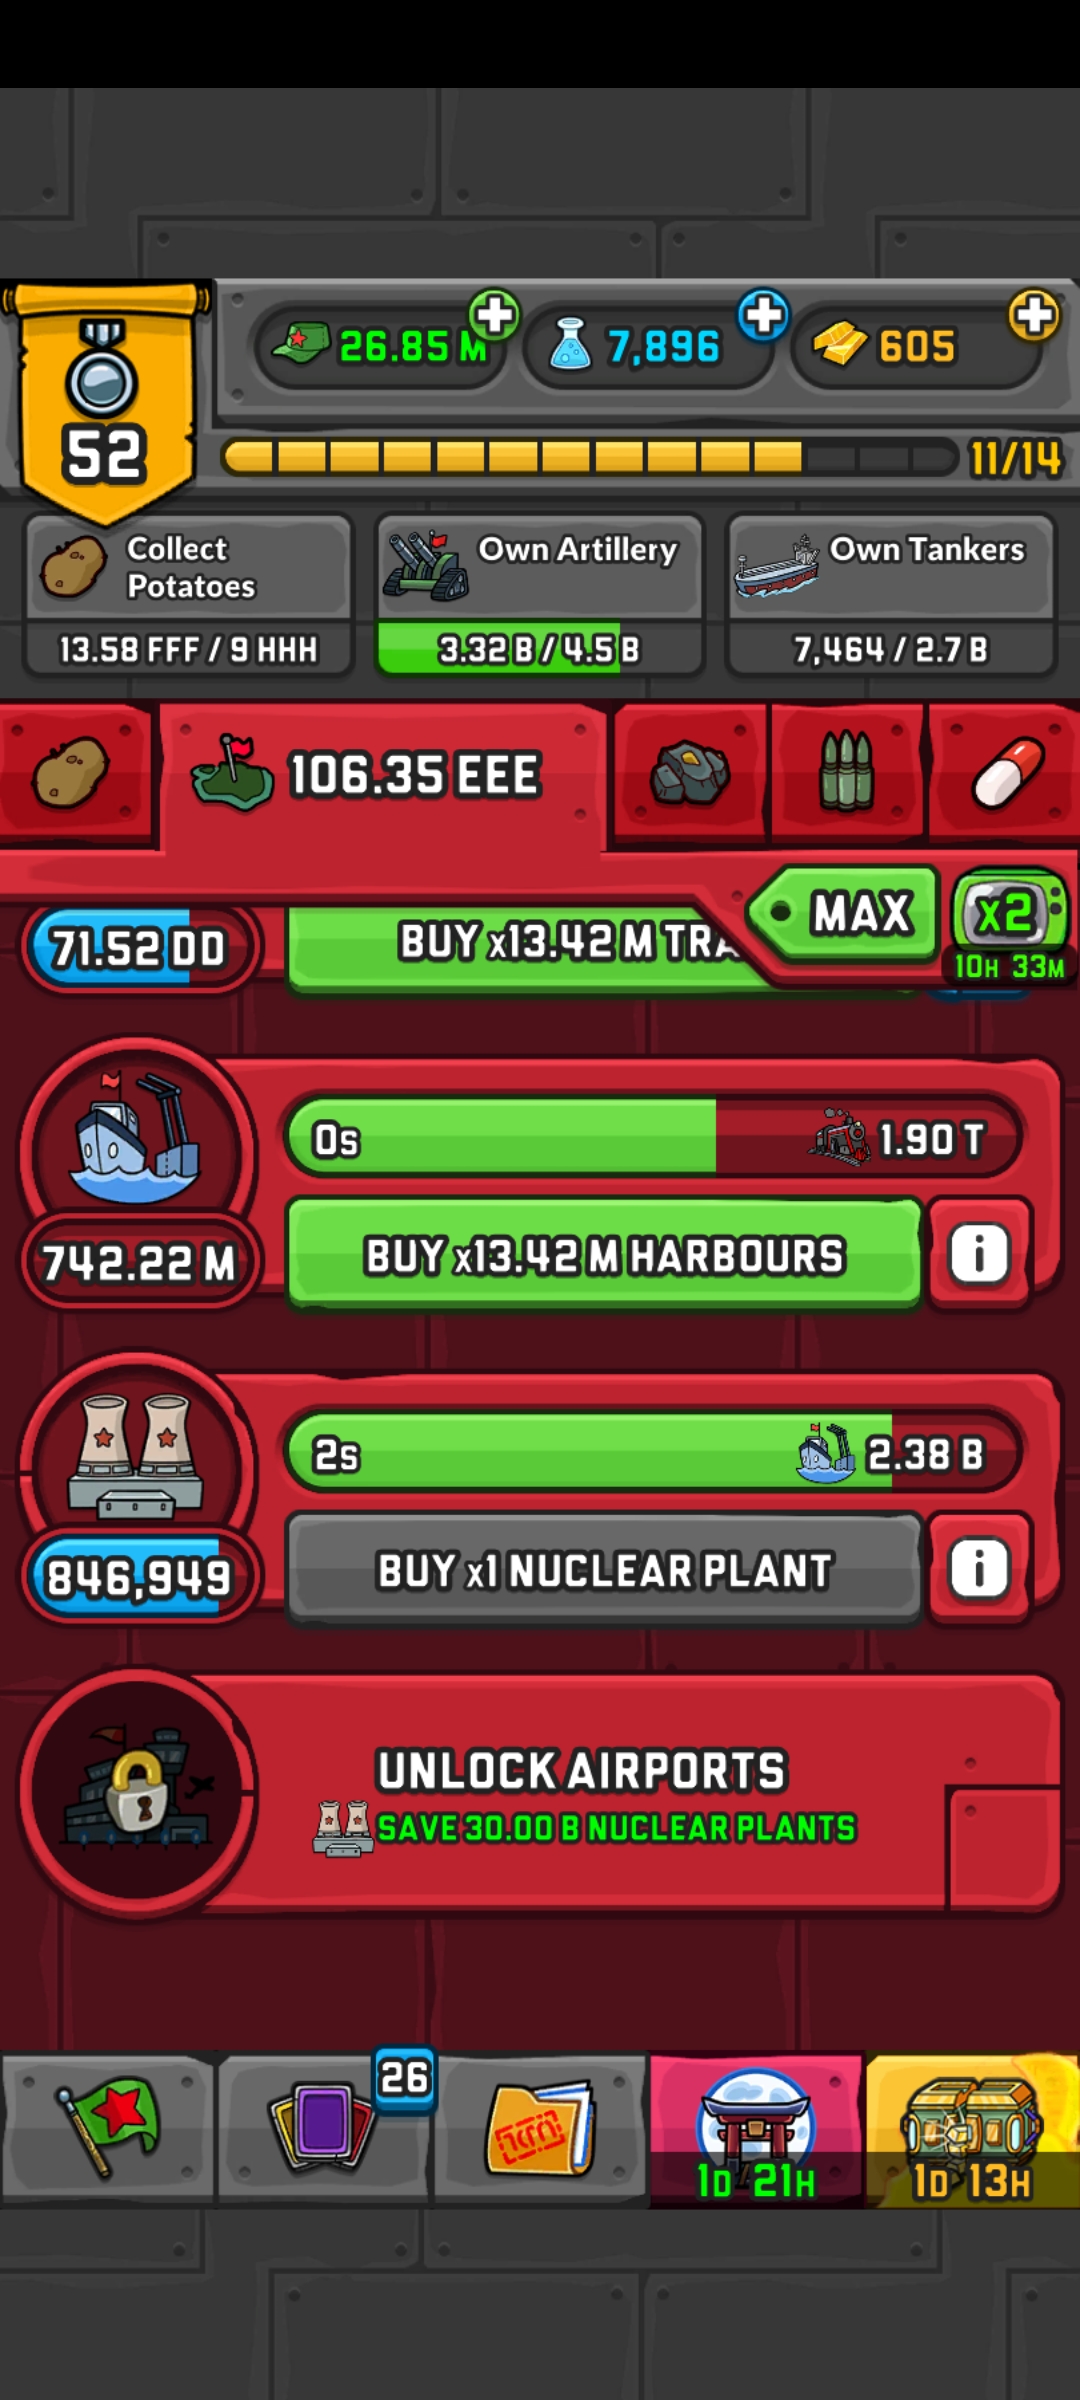 26.85 M
7,896
605
52
11/14
Collect
Potatoes
13.58 FFF / 9 HHH
Own Artillery
3.32 B / 4.5 B
Own Tankers
7,464 / 2.7 B
106.35 EEE
MAX
x2
10H 33M
71.52 DD
BUY x13.42 M TRA
0s
1.90 T
742.22 M
BUY x13.42 M HARBOURS
i
2s
2.38 B
846,949
BUY x1 NUCLEAR PLANT
i
UNLOCK AIRPORTS
SAVE 30.00 B NUCLEAR PLANTS
26
1D 21H
1D 13H